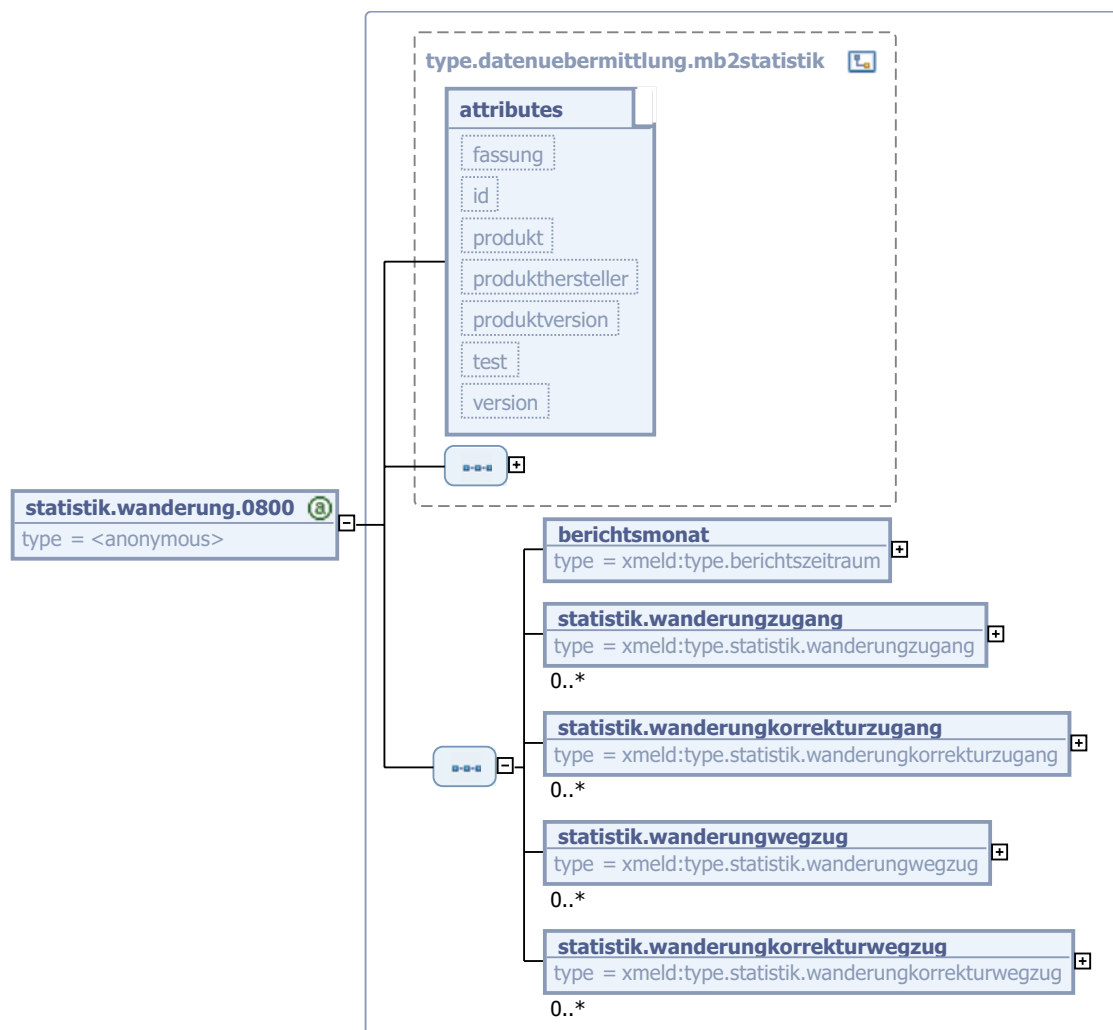 type.datenuebermittlung.mb2statistik
attributes
fassung
id
produkt
produkthersteller
produktversion
test
version
statistik.wanderung.0800 a
type = <anonymous>
berichtsmonat
type = xmeld:type.berichtszeitraum
statistik.wanderungzugang
type = xmeld:type.statistik.wanderungzugang
0..*
statistik.wanderungkorrekturzugang
type = xmeld:type.statistik.wanderungkorrekturzugang
0..*
statistik.wanderungwegzug
type = xmeld:type.statistik.wanderungwegzug
0..*
statistik.wanderungkorrekturwegzug
type = xmeld:type.statistik.wanderungkorrekturwegzug
0..*